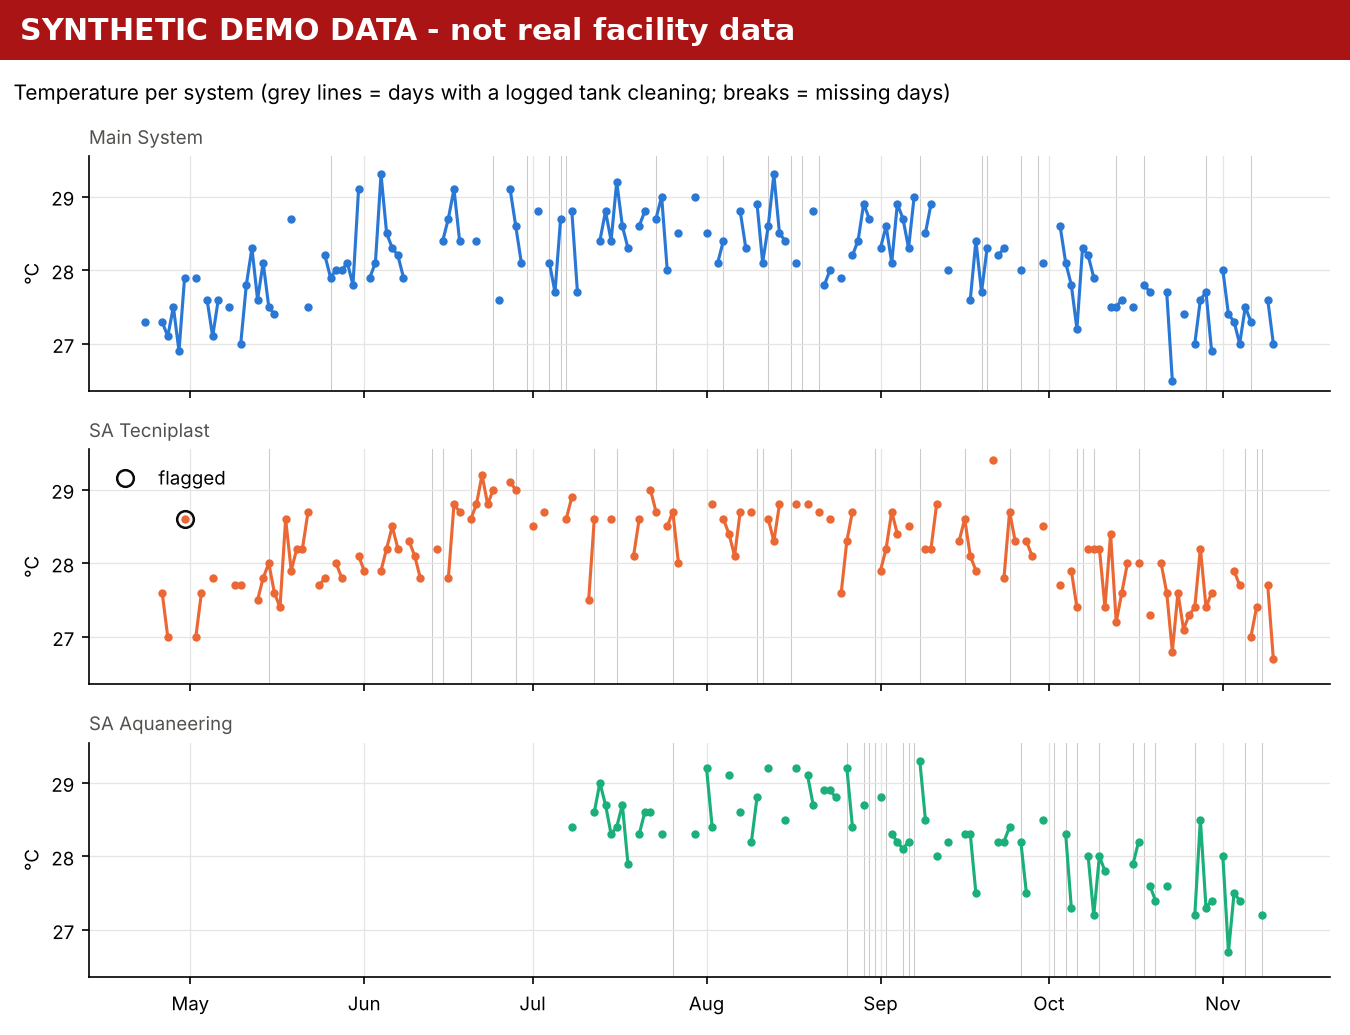 SYNTHETIC DEMO DATA - not real facility data
Temperature per system (grey lines = days with a logged tank cleaning; breaks = missing days)
Main System
29
28
27
°C
SA Tecniplast
flagged
29
28
27
°C
SA Aquaneering
29
28
27
°C
May Jun Jul Aug Sep Oct Nov